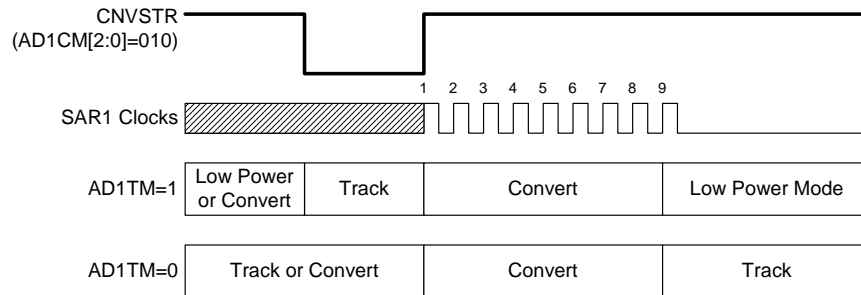 CNVSTR
(AD1CM[2:0]=010)
1 2 3 4 5 6 7 8 9
SAR1 Clocks
AD1TM=1
Low Power
or Convert
Track
Convert
Low Power Mode
AD1TM=0
Track or Convert
Convert
Track